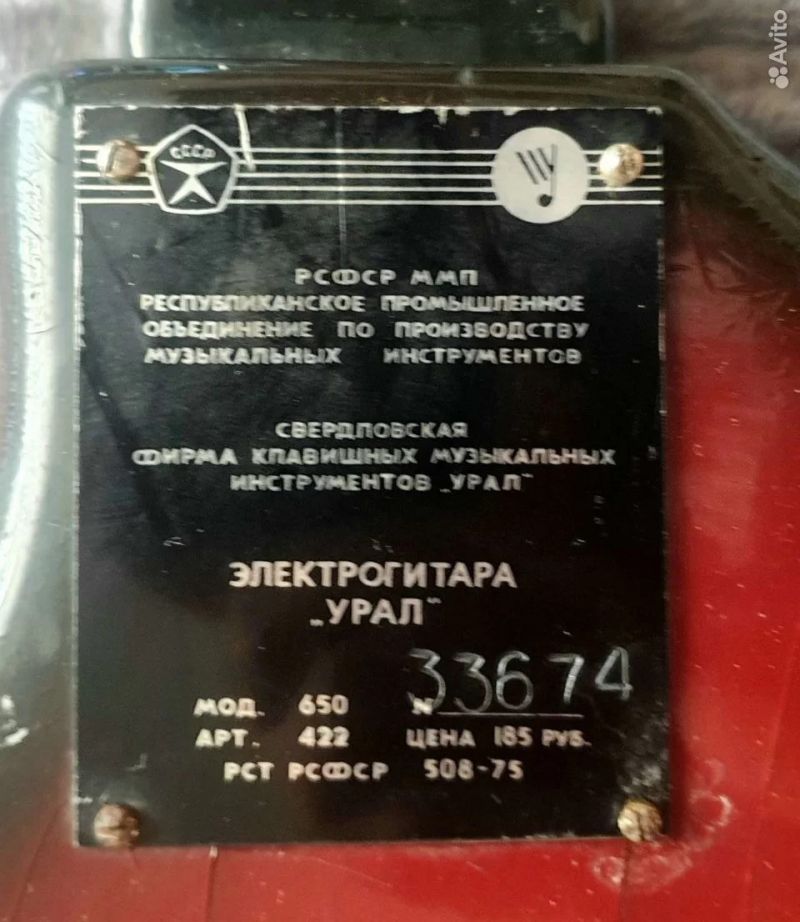 Avito
СССР
РСФСР ММП
РЕСПУБЛИКАНСКОЕ ПРОМЫШЛЕННОЕ
ОБЪЕДИНЕНИЕ ПО ПРОИЗВОДСТВУ
МУЗЫКАЛЬНЫХ ИНСТРУМЕНТОВ
СВЕРДЛОВСКАЯ
ФИРМА КЛАВИШНЫХ МУЗЫКАЛЬНЫХ
ИНСТРУМЕНТОВ „УРАЛ“
ЭЛЕКТРОГИТАРА
„УРАЛ“
МОД. 650 N 33674
АРТ. 422 ЦЕНА 185 РУБ.
РСТ РСФСР 508-75